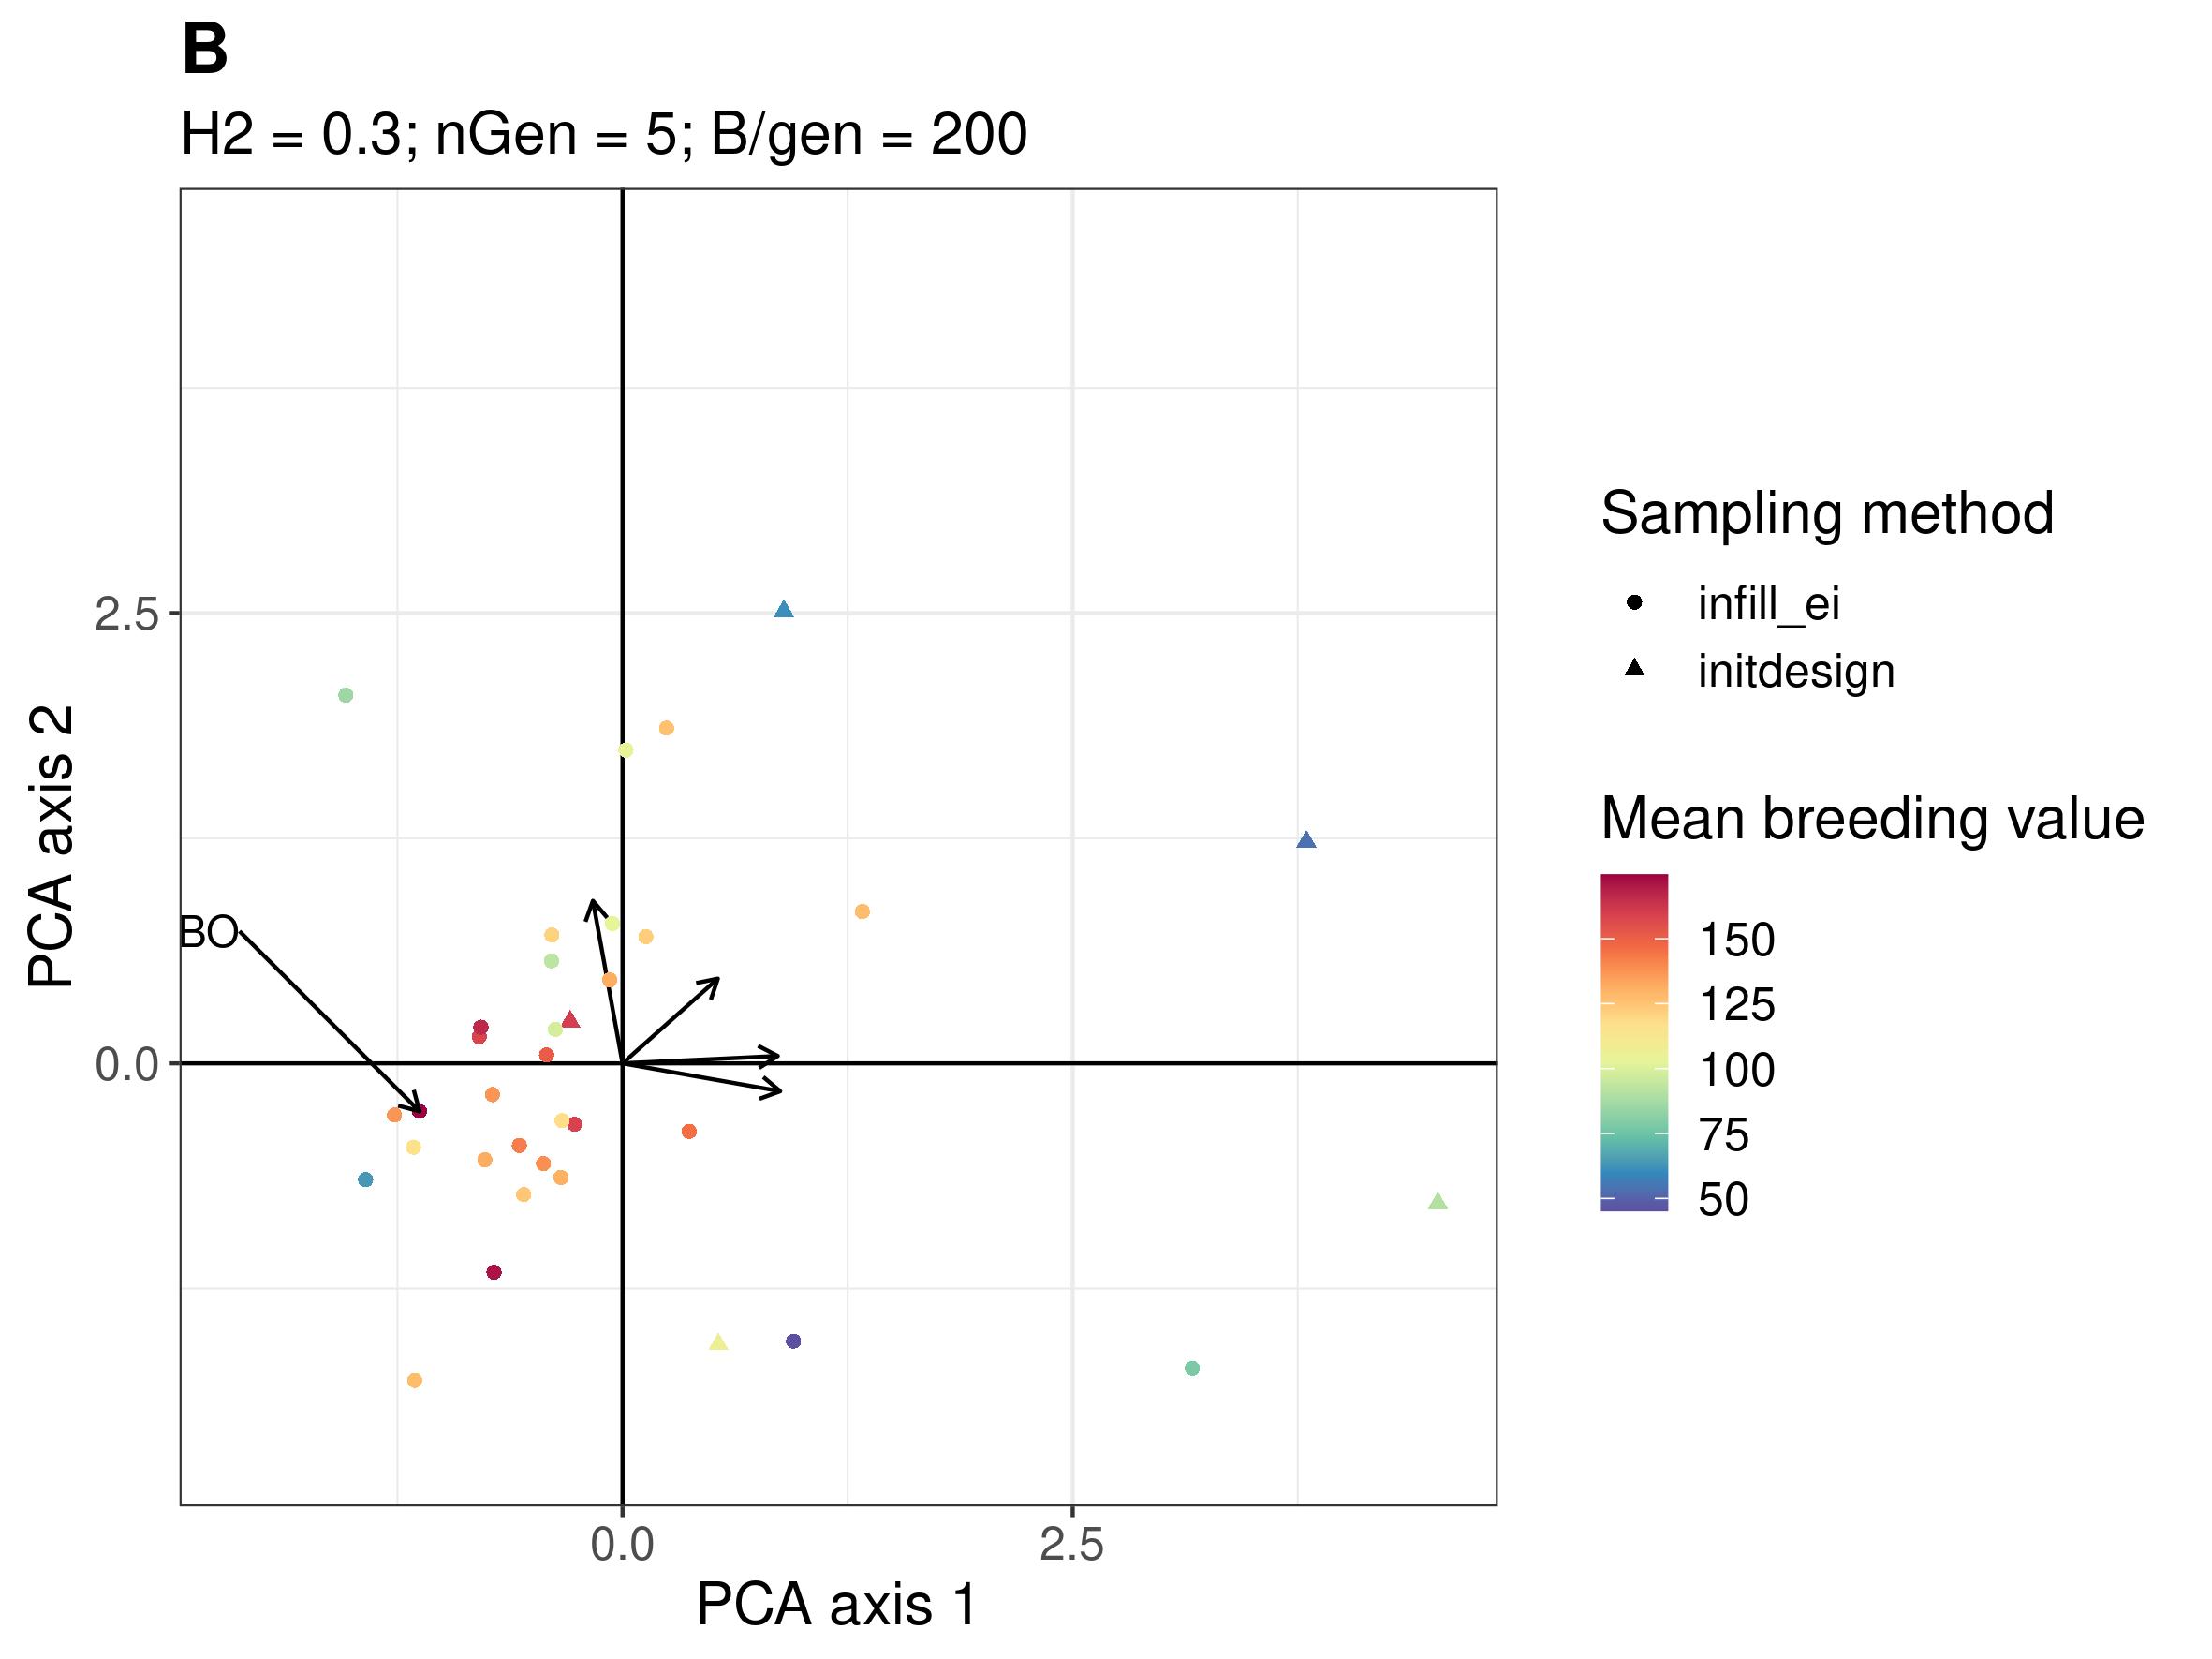 B
H2 = 0.3; nGen = 5; B/gen = 200
2.5
0.0
PCA axis 2
BO
0.0
2.5
PCA axis 1
Sampling method
infill_ei
initdesign
Mean breeding value
150
125
100
75
50